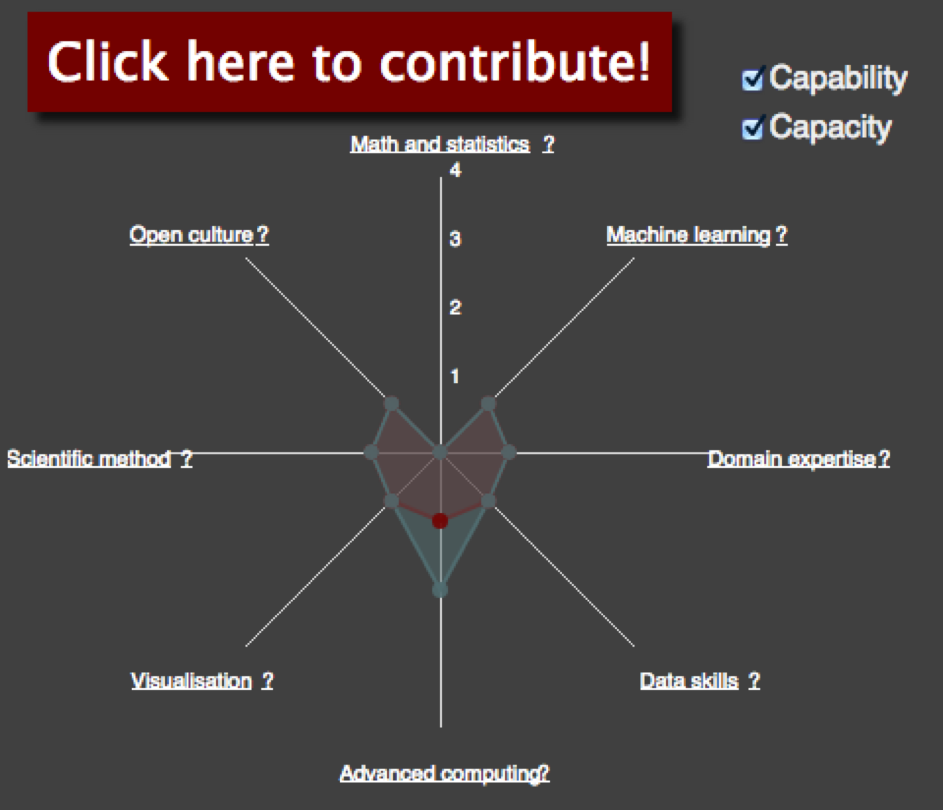 Click here to contribute!
Capability
Capacity
Math and statistics ?
4
Open culture ?
3
Machine learning ?
2
1
Scientific method ?
Domain expertise ?
Visualisation ?
Data skills ?
Advanced computing?